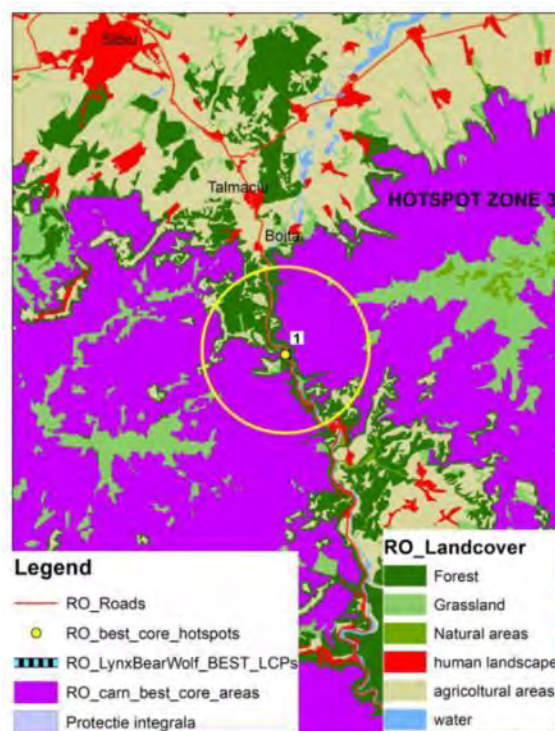 Sibiu
Talmaciu
HOTSPOT ZONE 3
Boita
1
Legend
RO_Roads
RO_best_core_hotspots
RO_LynxBearWolf_BEST_LCPs
RO_carn_best_core_areas
Protectie integrala
RO_Landcover
Forest
Grassland
Natural areas
human landscape
agricoltural areas
water